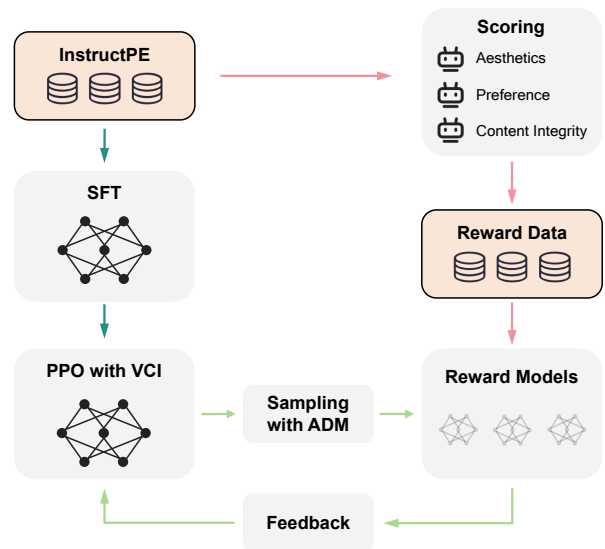 InstructPE
Scoring
Aesthetics
Preference
Content Integrity
SFT
Reward Data
PPO with VCI
Sampling
with ADM
Reward Models
Feedback